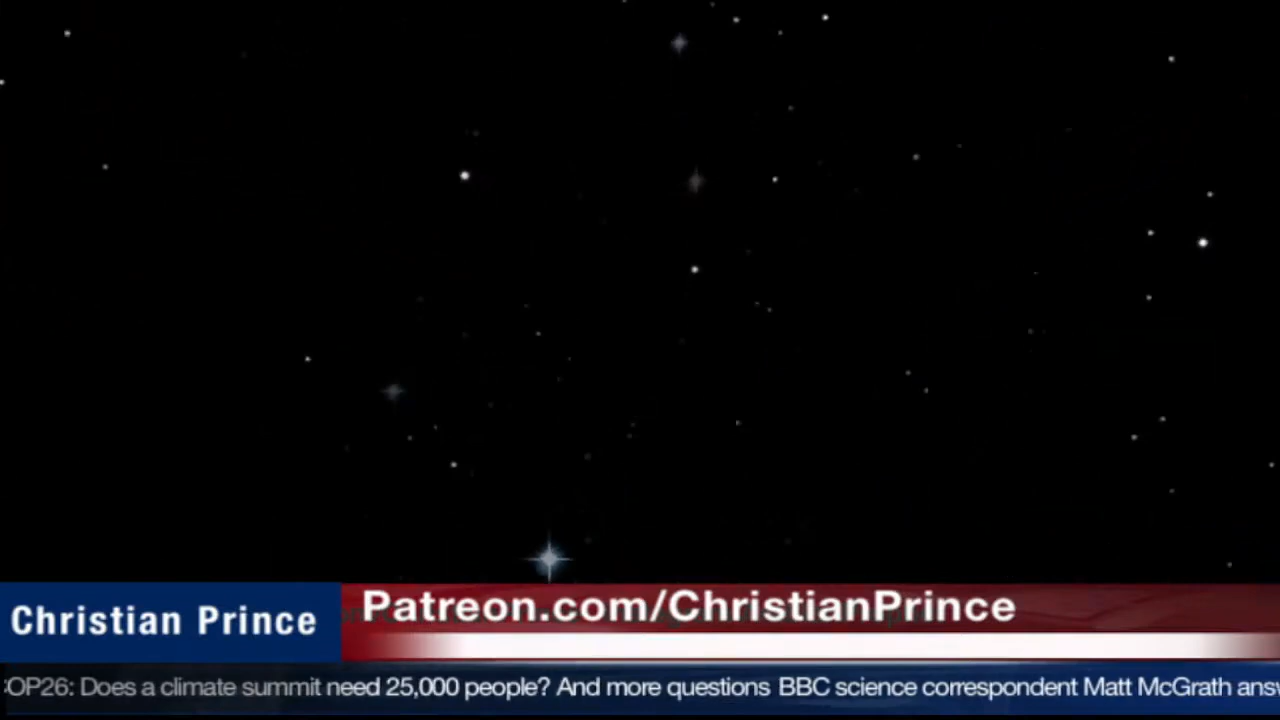 Patreon.com/ChristianPrince
Christian Prince
OP26: Does a climate summit need 25,000 people? And more questions BBC science correspondent Matt McGrath